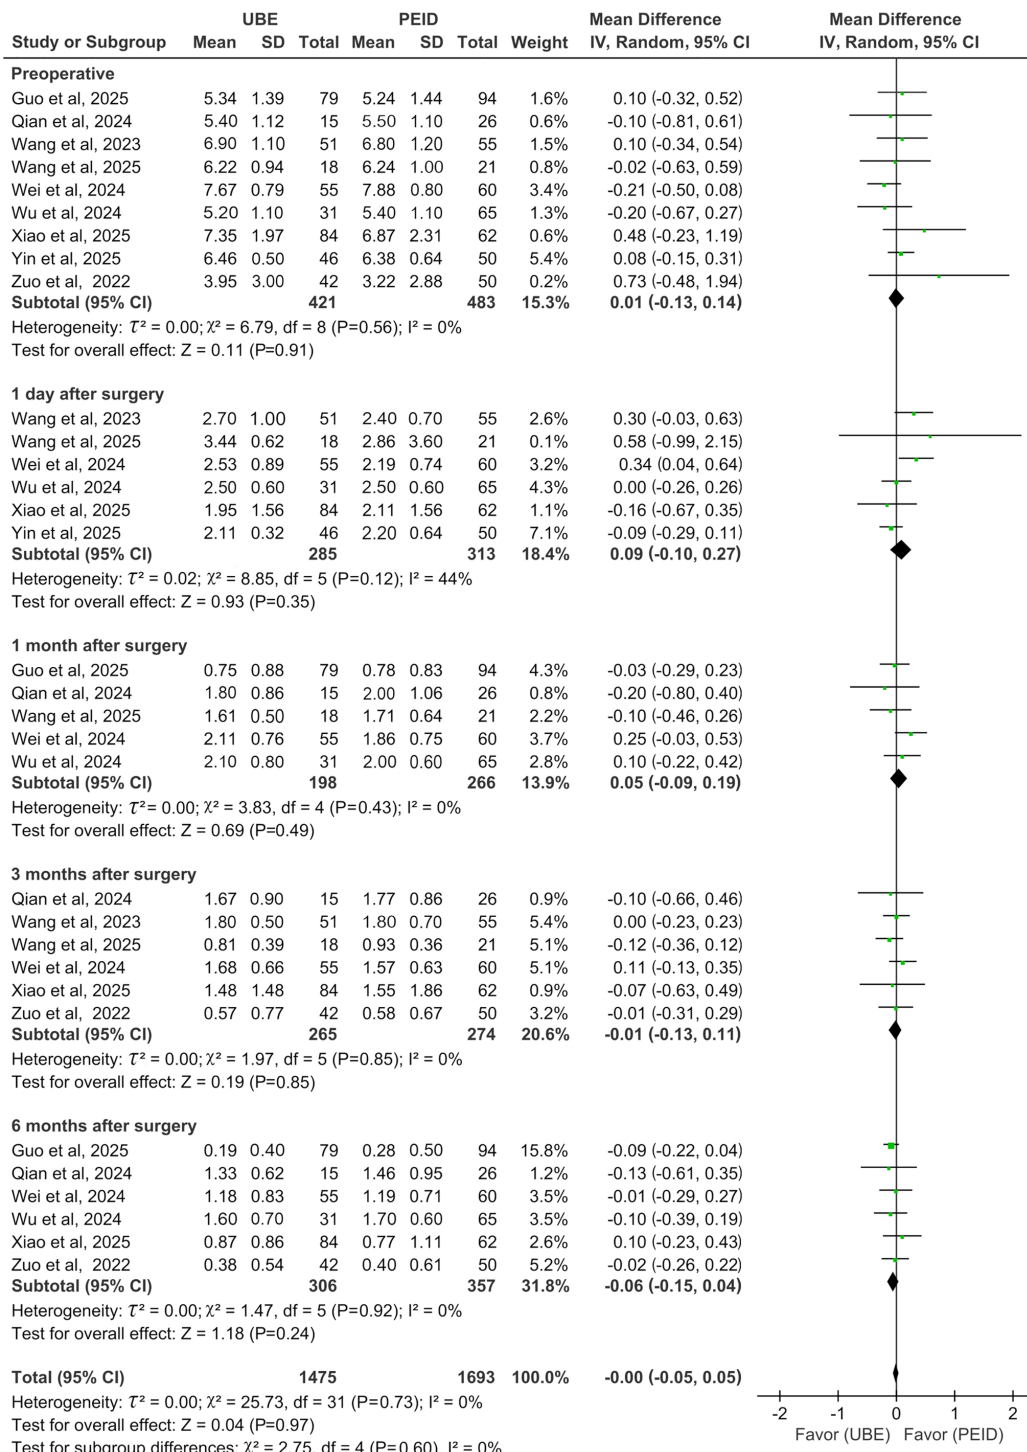 UBE PEID Mean Difference Mean Difference
Study or Subgroup Mean SD Total Mean SD Total Weight IV, Random, 95% CI IV, Random, 95% CI
Preoperative
Guo et al, 2025 5.34 1.39 79 5.24 1.44 94 1.6% 0.10 (-0.32, 0.52)
Qian et al, 2024 5.40 1.12 15 5.50 1.10 26 0.6% -0.10 (-0.81, 0.61)
Wang et al, 2023 6.90 1.10 51 6.80 1.20 55 1.5% 0.10 (-0.34, 0.54)
Wang et al, 2025 6.22 0.94 18 6.24 1.00 21 0.8% -0.02 (-0.63, 0.59)
Wei et al, 2024 7.67 0.79 55 7.88 0.80 60 3.4% -0.21 (-0.50, 0.08)
Wu et al, 2024 5.20 1.10 31 5.40 1.10 65 1.3% -0.20 (-0.67, 0.27)
Xiao et al, 2025 7.35 1.97 84 6.87 2.31 62 0.6% 0.48 (-0.23, 1.19)
Yin et al, 2025 6.46 0.50 46 6.38 0.64 50 5.4% 0.08 (-0.15, 0.31)
Zuo et al, 2022 3.95 3.00 42 3.22 2.88 50 0.2% 0.73 (-0.48, 1.94)
Subtotal (95% CI) 421 483 15.3% 0.01 (-0.13, 0.14)
Heterogeneity: τ² = 0.00; χ² = 6.79, df = 8 (P=0.56); I² = 0%
Test for overall effect: Z = 0.11 (P=0.91)
1 day after surgery
Wang et al, 2023 2.70 1.00 51 2.40 0.70 55 2.6% 0.30 (-0.03, 0.63)
Wang et al, 2025 3.44 0.62 18 2.86 3.60 21 0.1% 0.58 (-0.99, 2.15)
Wei et al, 2024 2.53 0.89 55 2.19 0.74 60 3.2% 0.34 (0.04, 0.64)
Wu et al, 2024 2.50 0.60 31 2.50 0.60 65 4.3% 0.00 (-0.26, 0.26)
Xiao et al, 2025 1.95 1.56 84 2.11 1.56 62 1.1% -0.16 (-0.67, 0.35)
Yin et al, 2025 2.11 0.32 46 2.20 0.64 50 7.1% -0.09 (-0.29, 0.11)
Subtotal (95% CI) 285 313 18.4% 0.09 (-0.10, 0.27)
Heterogeneity: τ² = 0.02; χ² = 8.85, df = 5 (P=0.12); I² = 44%
Test for overall effect: Z = 0.93 (P=0.35)
1 month after surgery
Guo et al, 2025 0.75 0.88 79 0.78 0.83 94 4.3% -0.03 (-0.29, 0.23)
Qian et al, 2024 1.80 0.86 15 2.00 1.06 26 0.8% -0.20 (-0.80, 0.40)
Wang et al, 2025 1.61 0.50 18 1.71 0.64 21 2.2% -0.10 (-0.46, 0.26)
Wei et al, 2024 2.11 0.76 55 1.86 0.75 60 3.7% 0.25 (-0.03, 0.53)
Wu et al, 2024 2.10 0.80 31 2.00 0.60 65 2.8% 0.10 (-0.22, 0.42)
Subtotal (95% CI) 198 266 13.9% 0.05 (-0.09, 0.19)
Heterogeneity: τ²= 0.00; χ² = 3.83, df = 4 (P=0.43); I² = 0%
Test for overall effect: Z = 0.69 (P=0.49)
3 months after surgery
Qian et al, 2024 1.67 0.90 15 1.77 0.86 26 0.9% -0.10 (-0.66, 0.46)
Wang et al, 2023 1.80 0.50 51 1.80 0.70 55 5.4% 0.00 (-0.23, 0.23)
Wang et al, 2025 0.81 0.39 18 0.93 0.36 21 5.1% -0.12 (-0.36, 0.12)
Wei et al, 2024 1.68 0.66 55 1.57 0.63 60 5.1% 0.11 (-0.13, 0.35)
Xiao et al, 2025 1.48 1.48 84 1.55 1.86 62 0.9% -0.07 (-0.63, 0.49)
Zuo et al, 2022 0.57 0.77 42 0.58 0.67 50 3.2% -0.01 (-0.31, 0.29)
Subtotal (95% CI) 265 274 20.6% -0.01 (-0.13, 0.11)
Heterogeneity: τ² = 0.00; χ² = 1.97, df = 5 (P=0.85); I² = 0%
Test for overall effect: Z = 0.19 (P=0.85)
6 months after surgery
Guo et al, 2025 0.19 0.40 79 0.28 0.50 94 15.8% -0.09 (-0.22, 0.04)
Qian et al, 2024 1.33 0.62 15 1.46 0.95 26 1.2% -0.13 (-0.61, 0.35)
Wei et al, 2024 1.18 0.83 55 1.19 0.71 60 3.5% -0.01 (-0.29, 0.27)
Wu et al, 2024 1.60 0.70 31 1.70 0.60 65 3.5% -0.10 (-0.39, 0.19)
Xiao et al, 2025 0.87 0.86 84 0.77 1.11 62 2.6% 0.10 (-0.23, 0.43)
Zuo et al, 2022 0.38 0.54 42 0.40 0.61 50 5.0% -0.02 (-0.26, 0.22)
Subtotal (95% CI) 306 357 31.8% -0.06 (-0.15, 0.04)
Heterogeneity: τ² = 0.00; χ² = 1.47, df = 5 (P=0.92); I² = 0%
Test for overall effect: Z = 1.18 (P=0.24)
Total (95% CI) 1475 1693 100.0% -0.00 (-0.05, 0.05)
Heterogeneity: τ² = 0.00; χ² = 25.73, df = 31 (P=0.73); I² = 0%
-2 -1 0 1 2
Test for overall effect: Z = 0.04 (P=0.97)
Favor (UBE) Favor (PEID)
Test for subgroup differences: χ² = 2.75, df = 4 (P=0.60), I² = 0%